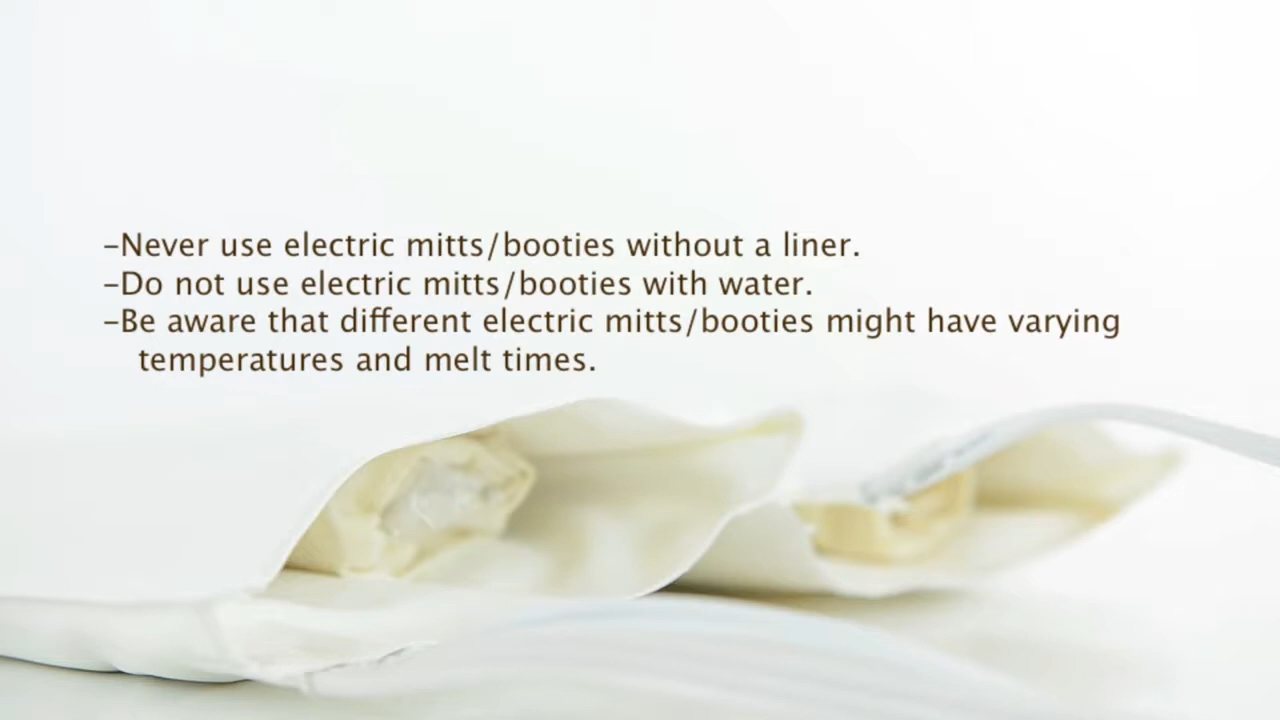 –Never use electric mitts/booties without a liner.
–Do not use electric mitts/booties with water.
–Be aware that different electric mitts/booties might have varying
temperatures and melt times.